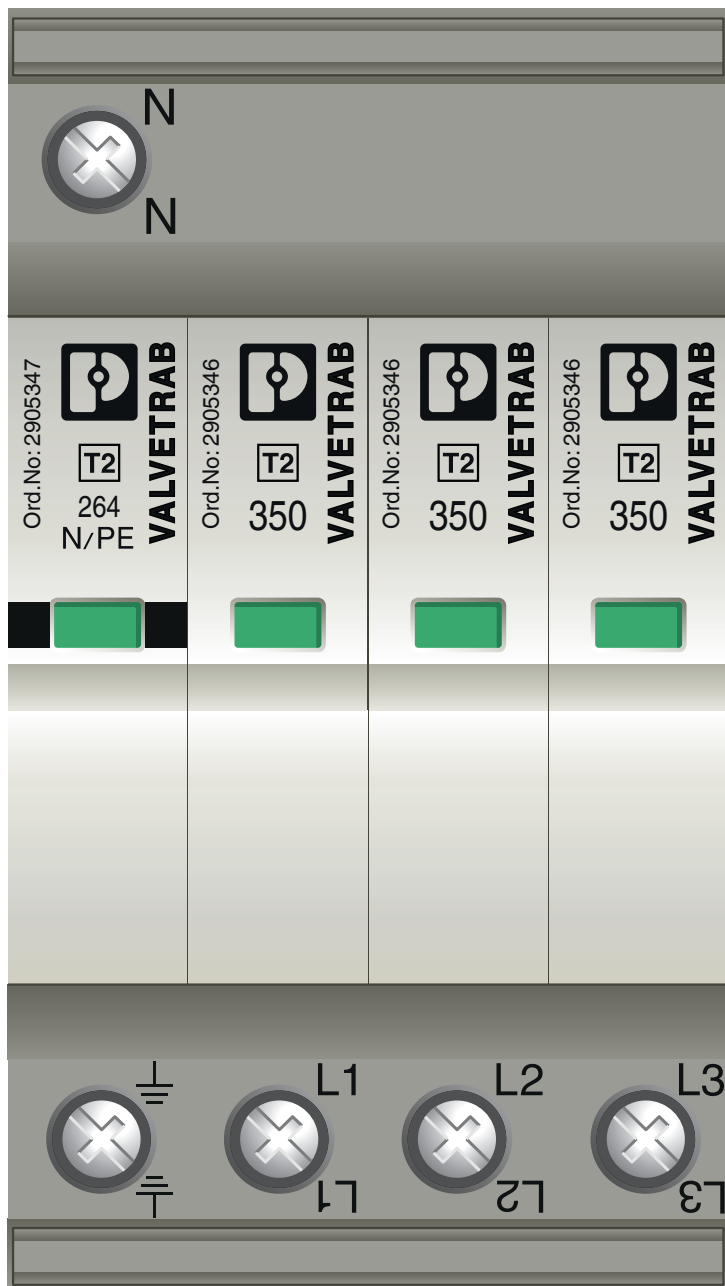 N
N
Ord.No: 2905347
T2
264
N/PE
VALVETRAB
Ord.No: 2905346
T2
350
VALVETRAB
Ord.No: 2905346
T2
350
VALVETRAB
Ord.No: 2905346
T2
350
VALVETRAB
L1
L2
L3
L1
L2
L3